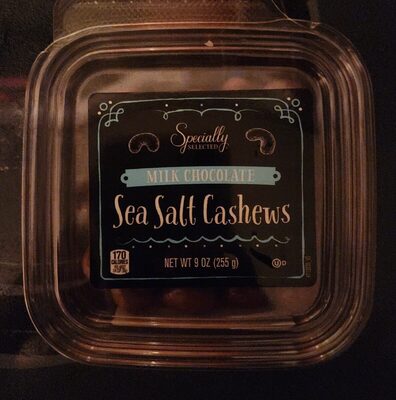 Specially
SELECTED
MILK CHOCOLATE
Sea Salt Cashews
170
CALORIES
NET WT 9 OZ (255 g)
U D